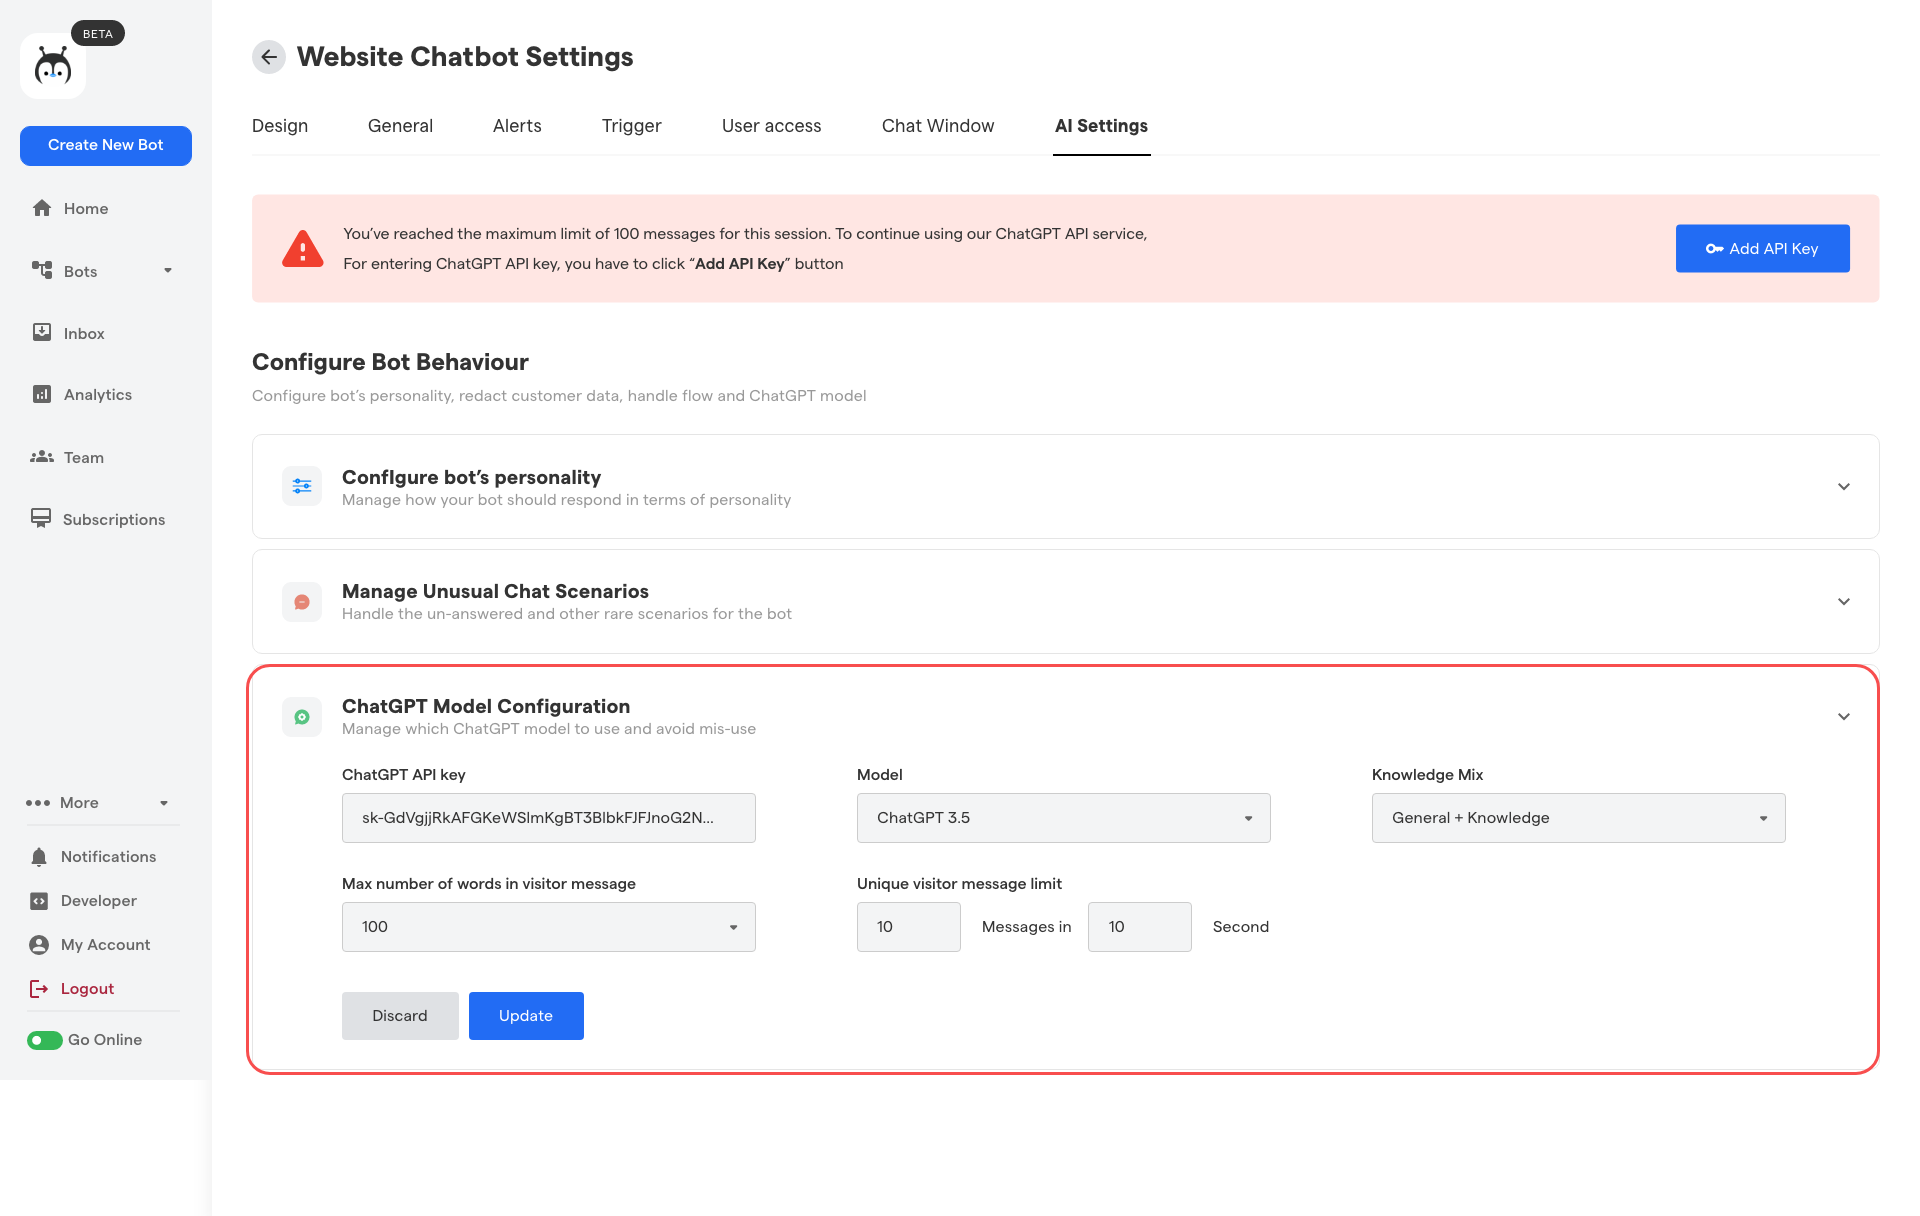 BETA
Create New Bot
Home
Bots
Inbox
Analytics
Team
Subscriptions
More
Notifications
Developer
My Account
Logout
Go Online
Website Chatbot Settings
Design General Alerts Trigger User access Chat Window AI Settings
You’ve reached the maximum limit of 100 messages for this session. To continue using our ChatGPT API service,
For entering ChatGPT API key, you have to click “Add API Key” button
Add API Key
Configure Bot Behaviour
Configure bot’s personality, redact customer data, handle flow and ChatGPT model
ConfIgure bot’s personality
Manage how your bot should respond in terms of personality
Manage Unusual Chat Scenarios
Handle the un-answered and other rare scenarios for the bot
ChatGPT Model Configuration
Manage which ChatGPT model to use and avoid mis-use
ChatGPT API key Model Knowledge Mix
sk-GdVgjjRkAFGKeWSlmKgBT3BlbkFJFJnoG2N... ChatGPT 3.5 General + Knowledge
Max number of words in visitor message Unique visitor message limit
100 10 Messages in 10 Second
Discard Update